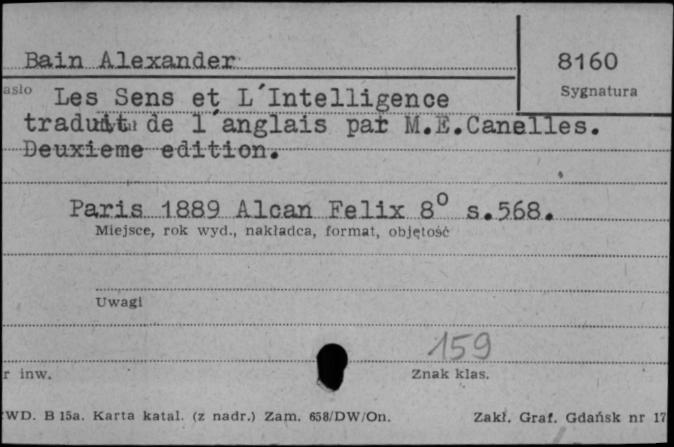 Bain Alexander
8160
asło
Sygnatura
Les Sens et L'Intelligence
traduit de l'anglais par M.E.Canelles.
Deuxieme edition.
Paris 1889 Alcan Felix 8° s.568.
Miejsce, rok wyd., nakładca, format, objętość
Uwagi
159
r inw.
Znak klas.
WD. B 15a. Karta katal. (z nadr.) Zam. 658/DW/On.
Zakł. Graf. Gdańsk nr 17